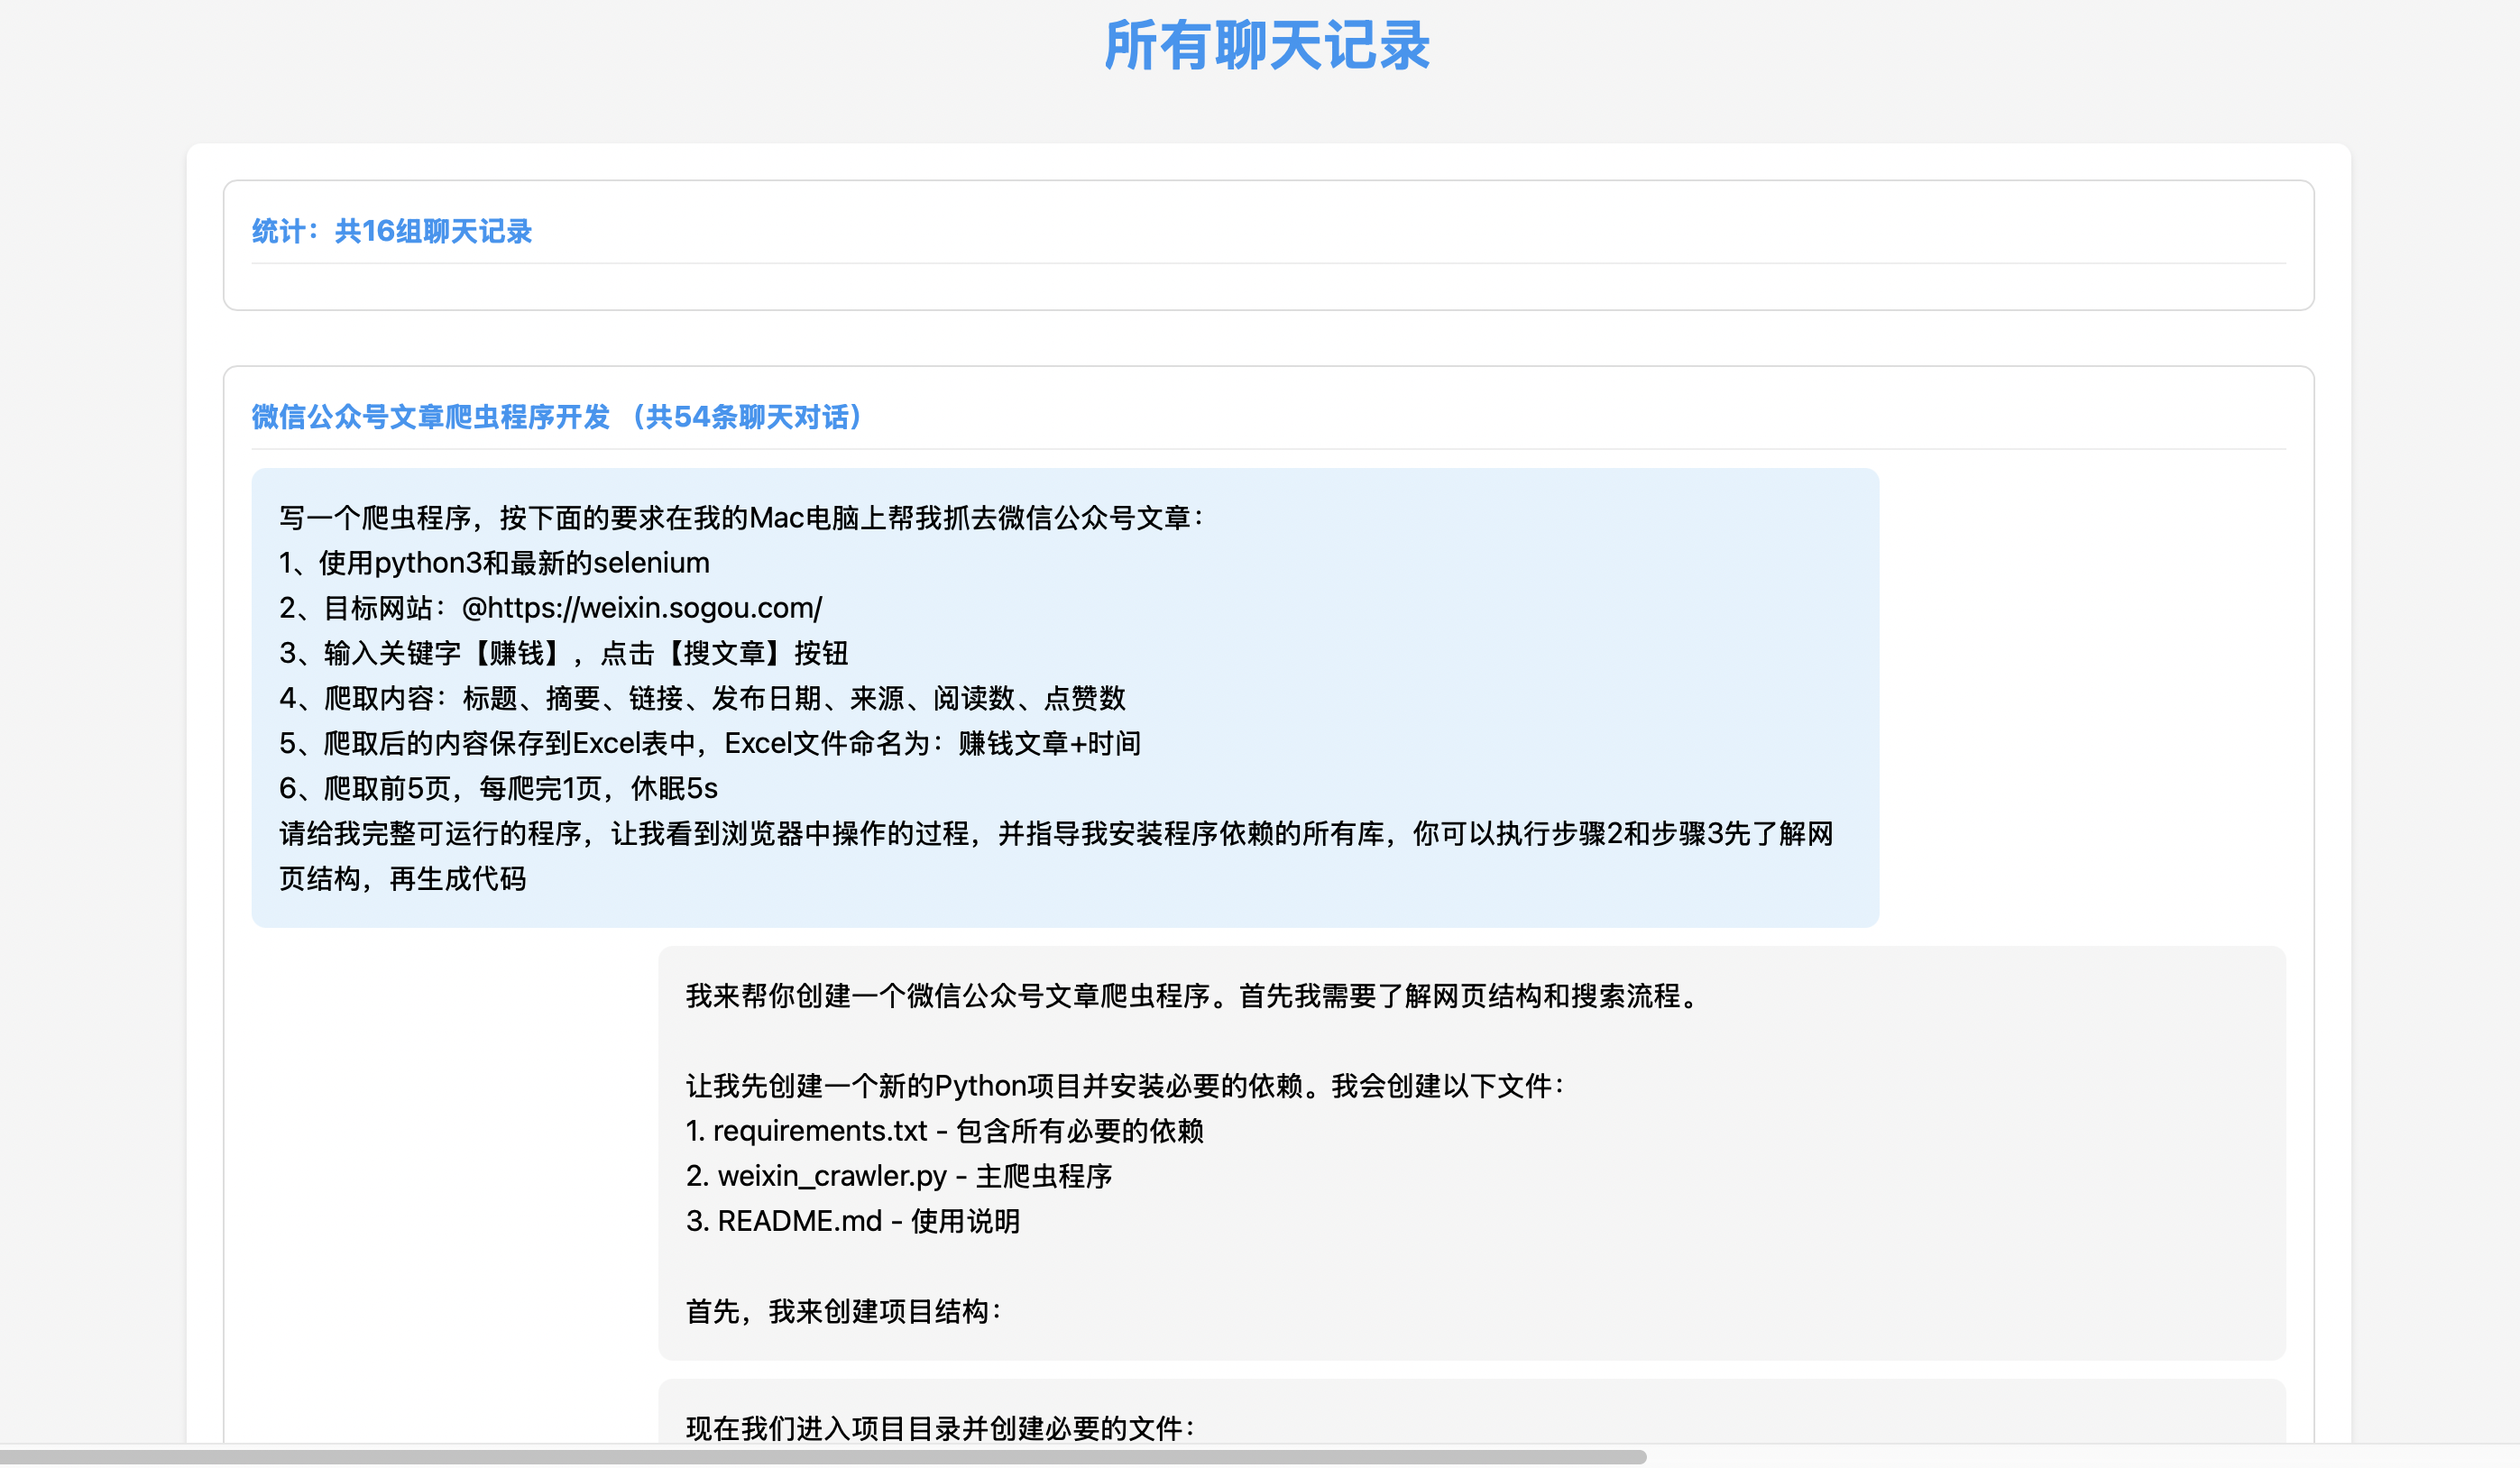 所有聊天记录
统计：共16组聊天记录
微信公众号文章爬虫程序开发 （共54条聊天对话）
写一个爬虫程序，按下面的要求在我的Mac电脑上帮我抓去微信公众号文章：
1、使用python3和最新的selenium
2、目标网站：@https://weixin.sogou.com/
3、输入关键字【赚钱】，点击【搜文章】按钮
4、爬取内容：标题、摘要、链接、发布日期、来源、阅读数、点赞数
5、爬取后的内容保存到Excel表中，Excel文件命名为：赚钱文章+时间
6、爬取前5页，每爬完1页，休眠5s
请给我完整可运行的程序，让我看到浏览器中操作的过程，并指导我安装程序依赖的所有库，你可以执行步骤2和步骤3先了解网
页结构，再生成代码
我来帮你创建一个微信公众号文章爬虫程序。首先我需要了解网页结构和搜索流程。
让我先创建一个新的Python项目并安装必要的依赖。我会创建以下文件：
1. requirements.txt - 包含所有必要的依赖
2. weixin_crawler.py - 主爬虫程序
3. README.md - 使用说明
首先，我来创建项目结构：
现在我们进入项目目录并创建必要的文件：